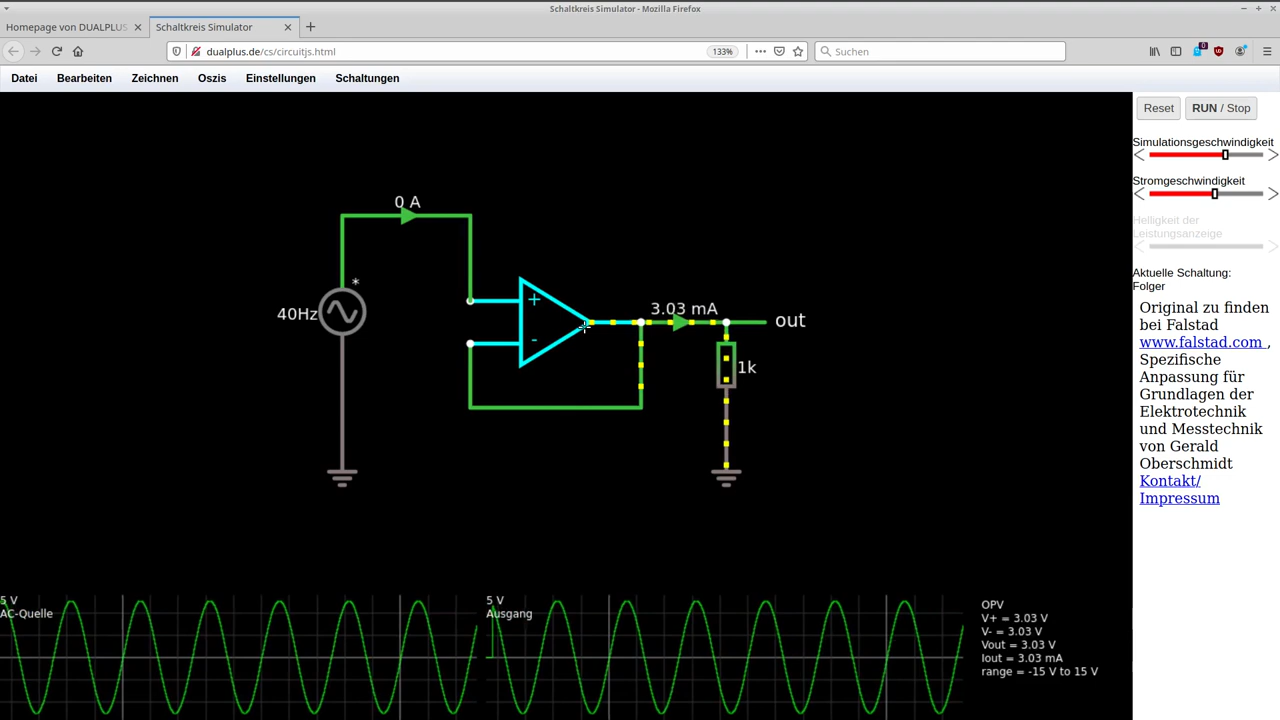 Schaltkreis Simulator - Mozilla Firefox
Homepage von DUALPLUS
Schaltkreis Simulator
dualplus.de/cs/circuitjs.html
133%
Suchen
Datei Bearbeiten Zeichnen Oszis Einstellungen Schaltungen
Reset RUN / Stop
Simulationsgeschwindigkeit
Stromgeschwindigkeit
Helligkeit der
Leistungsanzeige
Aktuelle Schaltung:
Folger
Original zu finden
bei Falstad
www.falstad.com ,
Spezifische
Anpassung für
Grundlagen der
Elektrotechnik
und Messtechnik
von Gerald
Oberschmidt
Kontakt/
Impressum
0 A
*
40Hz
+
-
3.03 mA
out
1k
5 V
AC-Quelle
5 V
Ausgang
OPV
V+ = 3.03 V
V- = 3.03 V
Vout = 3.03 V
Iout = 3.03 mA
range = -15 V to 15 V